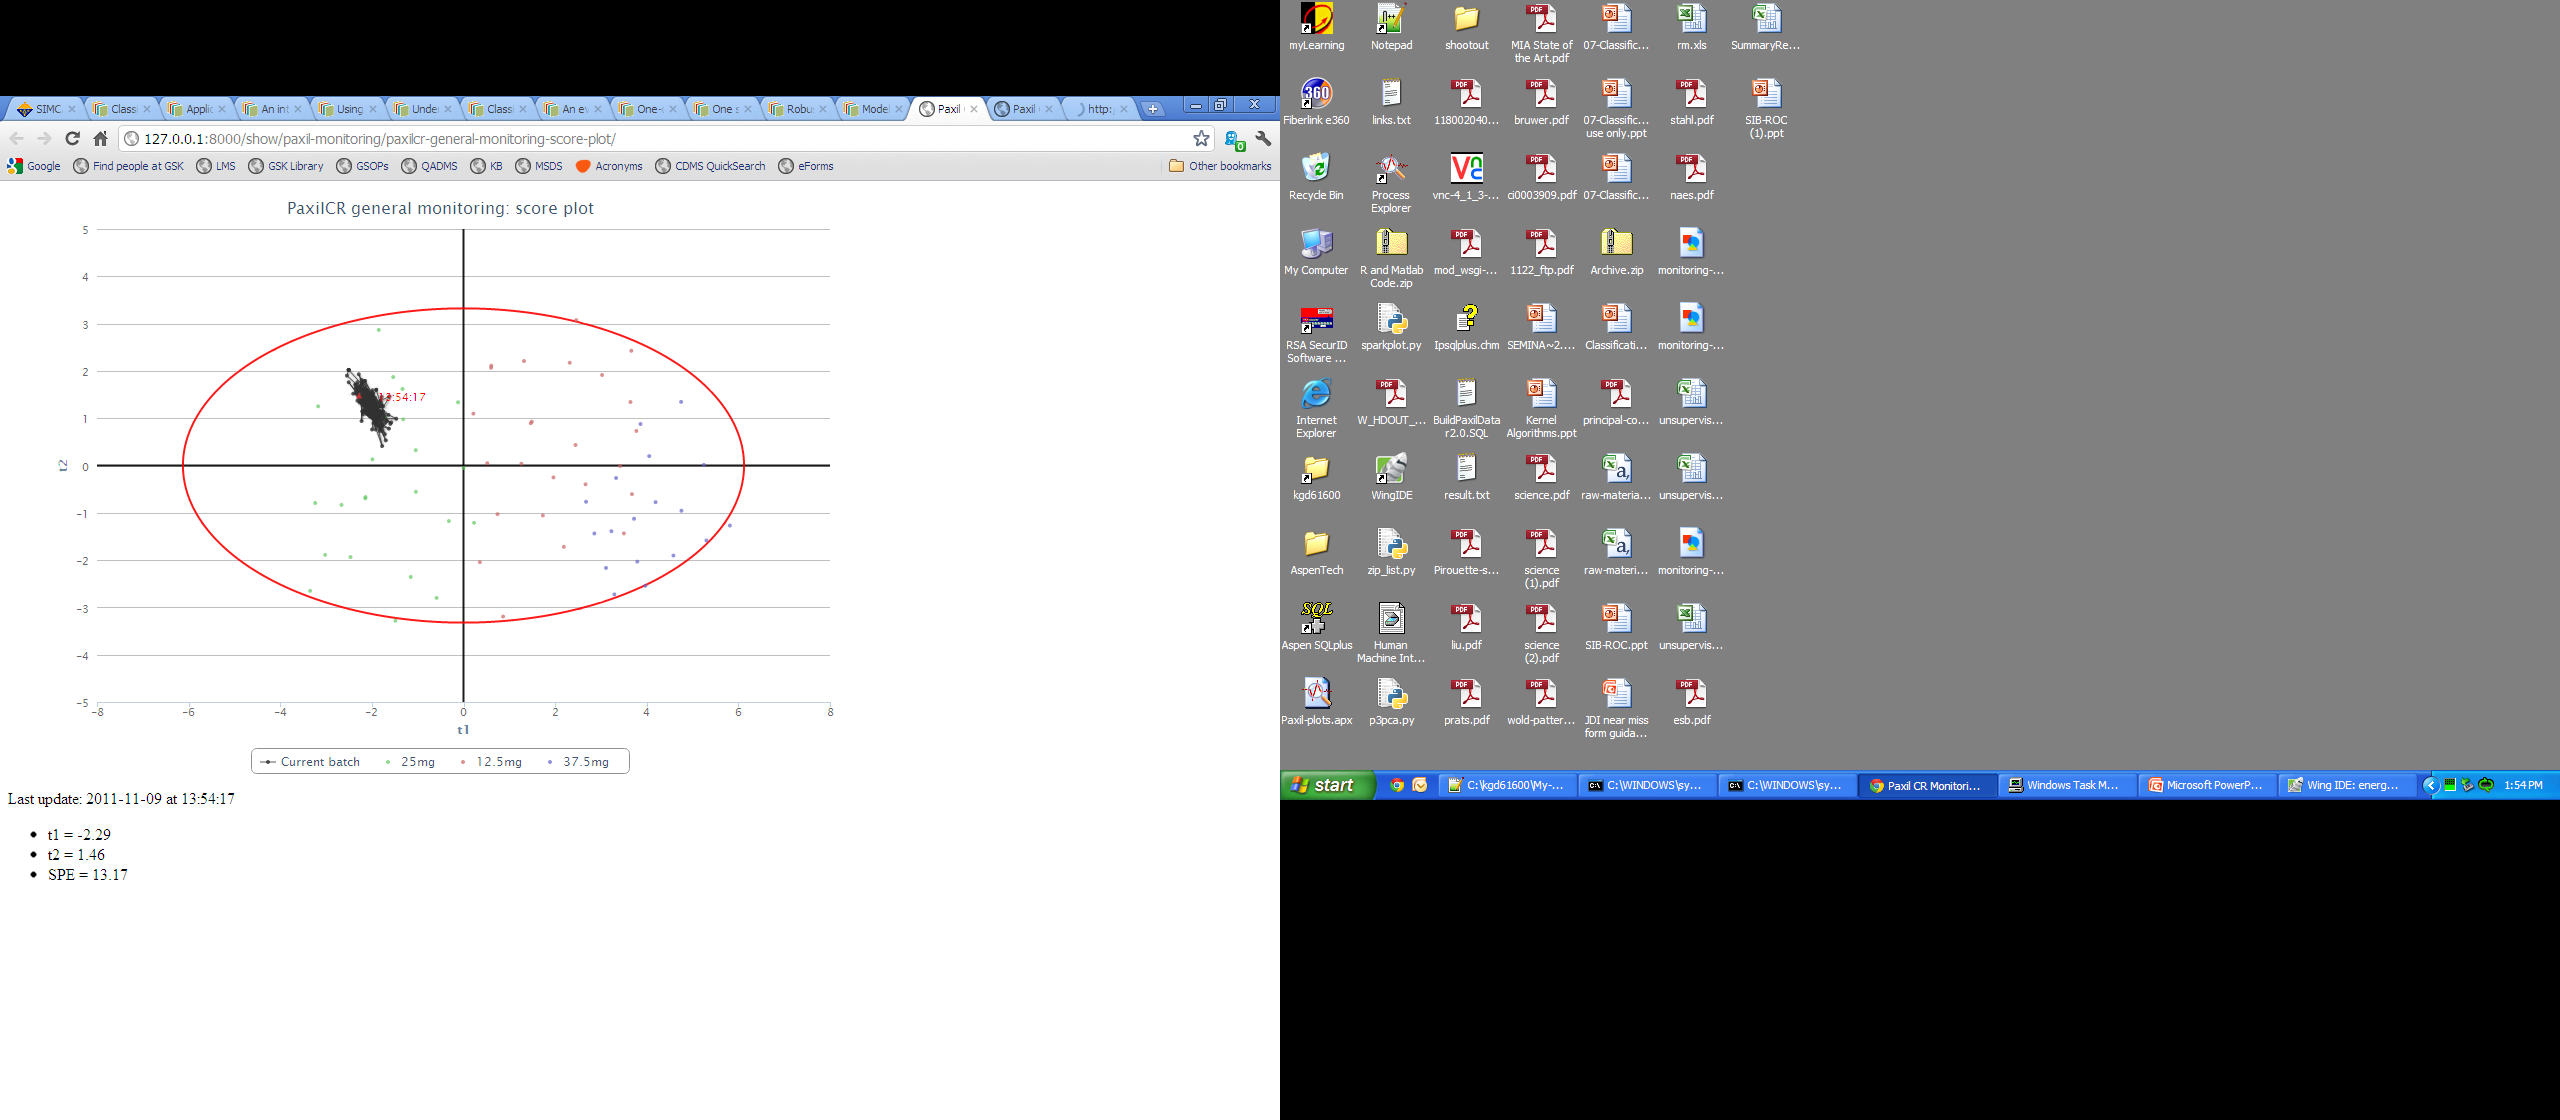 SIMC
Classi
Applic
An int
Using
Under
Classi
An ev
One-c
One s
Robu
Model
Paxil
Paxil
http:
127.0.0.1:8000/show/paxil-monitoring/paxilcr-general-monitoring-score-plot/
0
Google Find people at GSK LMS GSK Library GSOPs QADMS KB MSDS Acronyms CDMS QuickSearch eForms Other bookmarks
PaxilCR general monitoring: score plot
5
4
3
2
1
0
-1
-2
-3
-4
-5
t2
13:54:17
-8 -6 -4 -2 0 2 4 6 8
t1
Current batch 25mg 12.5mg 37.5mg
Last update: 2011-11-09 at 13:54:17
t1 = -2.29
t2 = 1.46
SPE = 13.17
myLearning Notepad shootout MIA State of the Art.pdf 07-Classific... rm.xls SummaryRe...
Fiberlink e360 links.txt 118002040... bruwer.pdf 07-Classific... use only.ppt stahl.pdf SIB-ROC (1).ppt
Recycle Bin Process Explorer vnc-4_1_3-... ci0003909.pdf 07-Classific... naes.pdf
My Computer R and Matlab Code.zip mod_wsgi-... 1122_ftp.pdf Archive.zip monitoring-...
RSA SecurID Software ... sparkplot.py Ipsqlplus.chm SEMINA~2.... Classificati... monitoring-...
Internet Explorer W_HDOUT_... BuildPaxilData r2.0.SQL Kernel Algorithms.ppt principal-co... unsupervis...
kgd61600 WingIDE result.txt science.pdf raw-materia... unsupervis...
AspenTech zip_list.py Pirouette-s... science (1).pdf raw-materi... monitoring-...
Aspen SQLplus Human Machine Int... liu.pdf science (2).pdf SIB-ROC.ppt unsupervis...
Paxil-plots.apx p3pca.py prats.pdf wold-patter... JDI near miss form guida... esb.pdf
start C:\kgd61600\My-... C:\WINDOWS\sy... C:\WINDOWS\sy... Paxil CR Monitori... Windows Task M... Microsoft PowerP... Wing IDE: energ... 1:54 PM